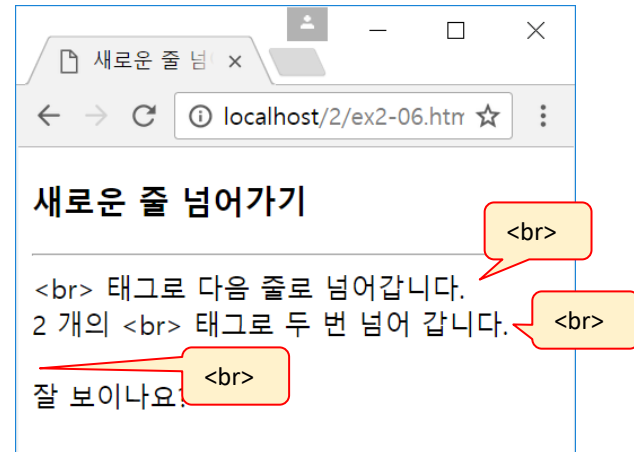 새로운 줄 넘
localhost/2/ex2-06.htm
새로운 줄 넘어가기
<br>
<br> 태그로 다음 줄로 넘어갑니다.
2 개의 <br> 태그로 두 번 넘어 갑니다.
<br>
<br>
잘 보이나요?